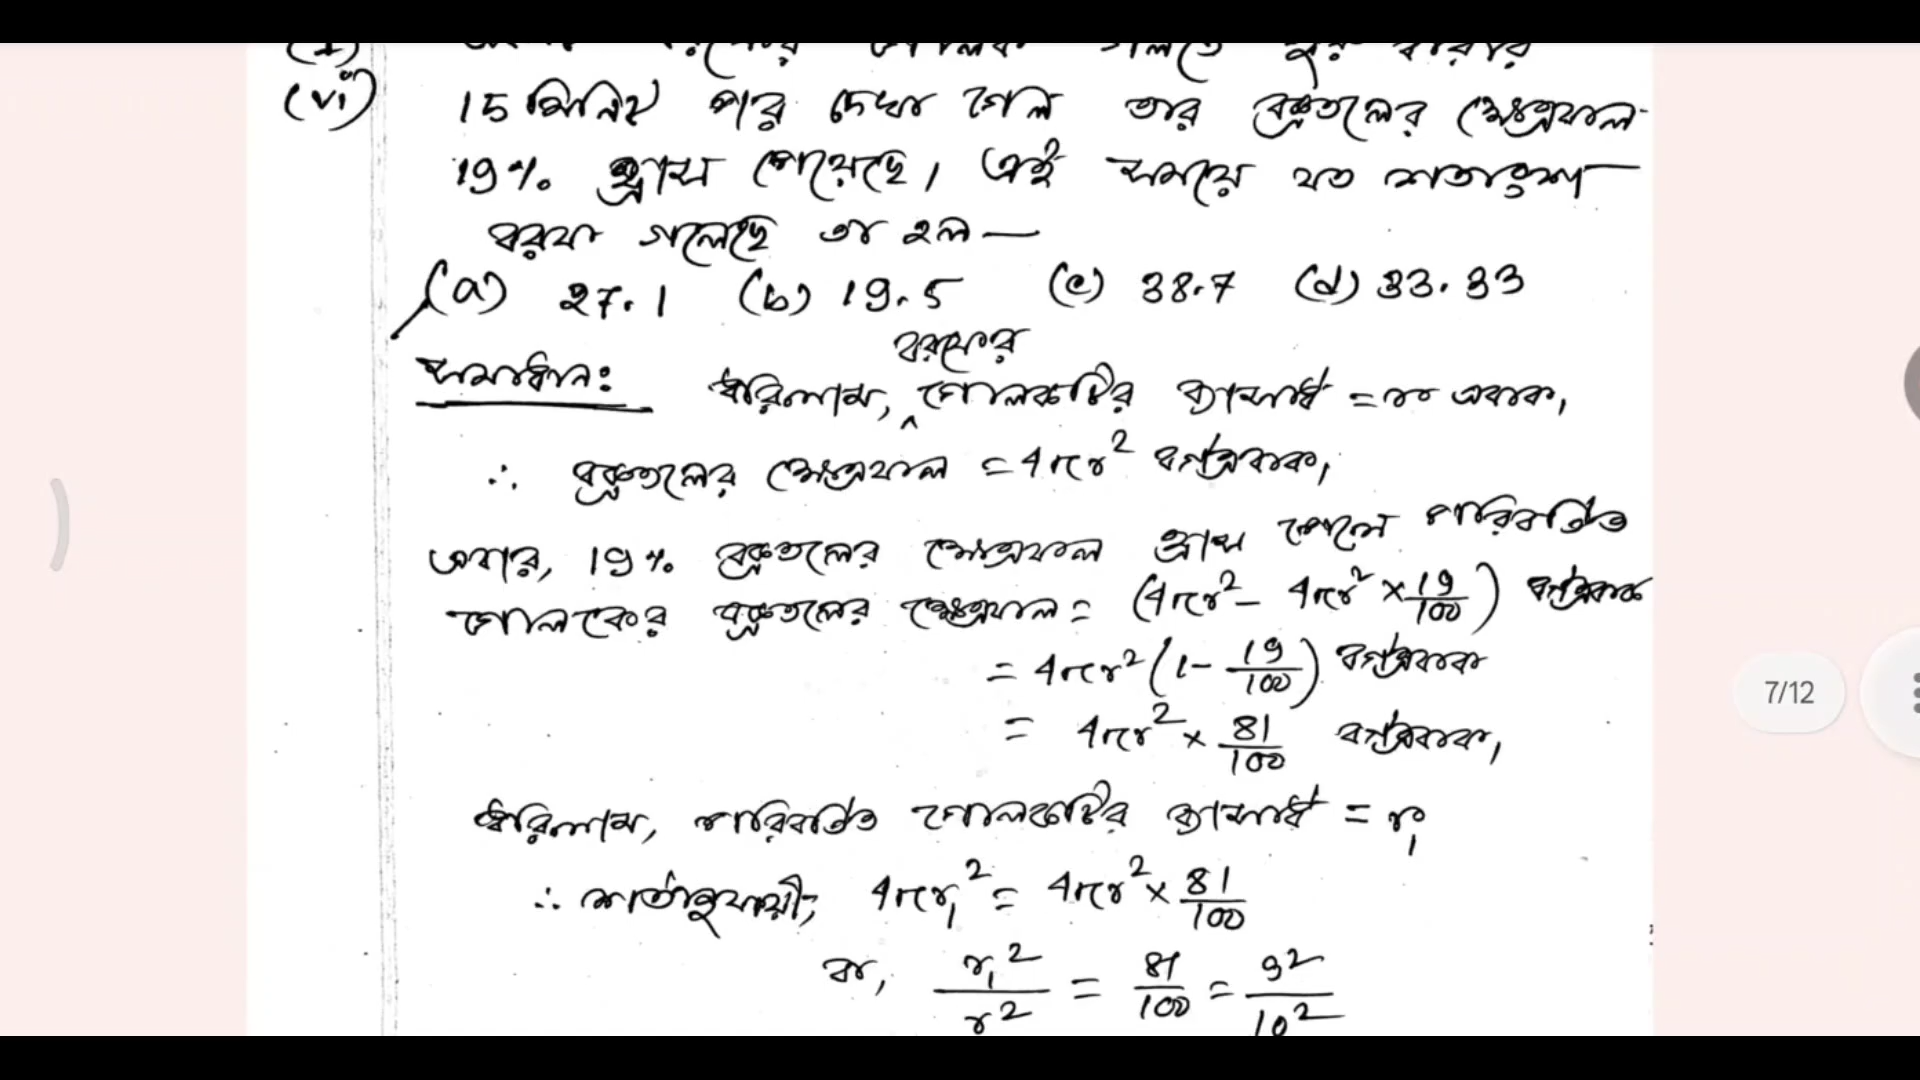 (vi) 15 মিনিট পরে দেখা গেল তার বক্রতলের ক্ষেত্রফল
19% হ্রাস পেয়েছে। এই সময়ে যত শতাংশ
বরফ গলেছে তা হল —
(a) 27.1 (b) 19.5 (c) 38.7 (d) 33.33
সমাধান: ধরিলাম, বরফের গোলকটির ব্যাসার্ধ = r একক,
∴ বক্রতলের ক্ষেত্রফল = 4πr² বর্গএকক,
আবার, 19% বক্রতলের ক্ষেত্রফল হ্রাস পেলে পরিবর্তিত
গোলকের বক্রতলের ক্ষেত্রফল = (4πr² - 4πr² × 19/100) বর্গএকক
= 4πr² (1 - 19/100) বর্গএকক
= 4πr² × 81/100 বর্গএকক,
ধরিলাম, পরিবর্তিত গোলকটির ব্যাসার্ধ = r₁
∴ শর্তানুযায়ী, 4πr₁² = 4πr² × 81/100
বা, r₁²/r² = 81/100 = 9²/10²
7/12